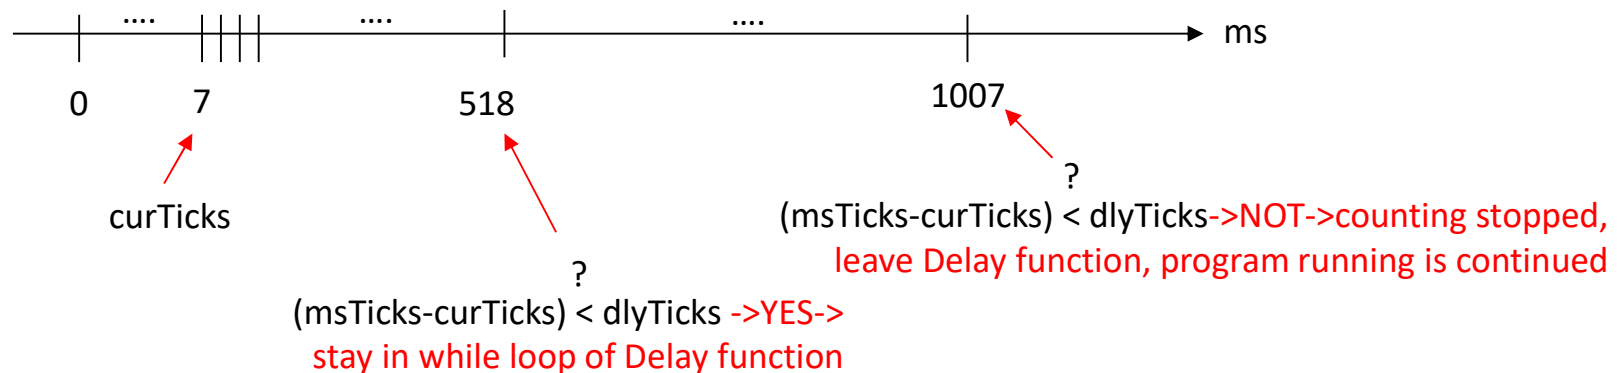 .... .... ....
ms
0 7 518 1007
curTicks
?
(msTicks-curTicks) < dlyTicks->NOT->counting stopped,
leave Delay function, program running is continued
?
(msTicks-curTicks) < dlyTicks ->YES->
stay in while loop of Delay function